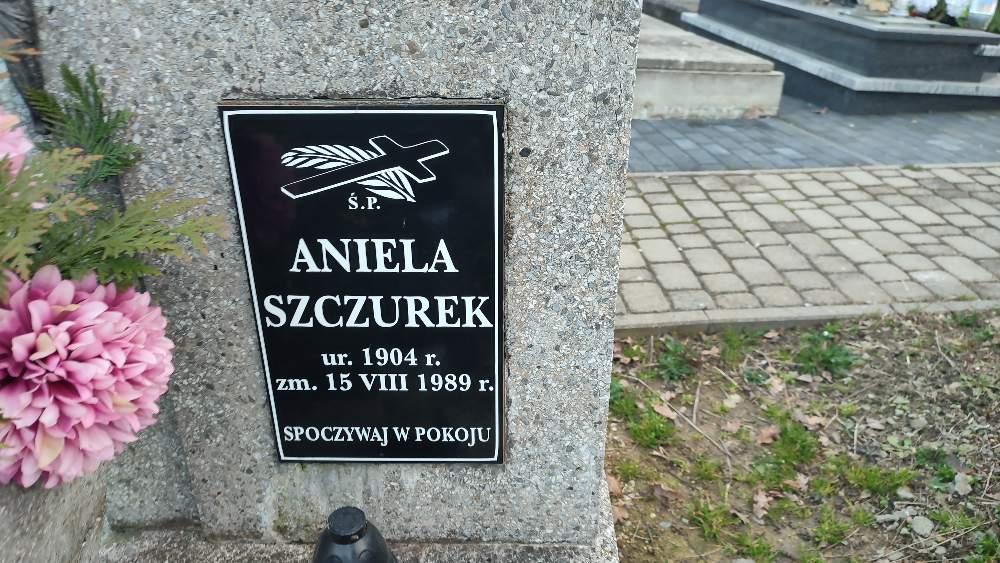 Ś.P.
ANIELA
SZCZUREK
ur. 1904 r.
zm. 15 VIII 1989 r.
SPOCZYWAJ W POKOJU